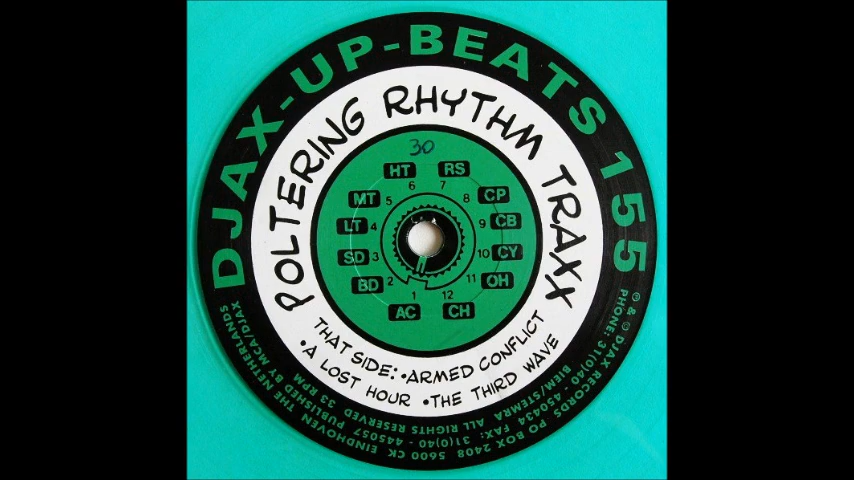 DJAX-UP-BEATS 155
POLTERING RHYTHM TRAXX
30
HT RS
6 7
MT 5 8 CP
LT 4 9 CB
SD 3 10 CY
BD 2 11 OH
1 12
AC CH
THAT SIDE: •ARMED CONFLICT
•A LOST HOUR •THE THIRD WAVE
℗ & © DJAX RECORDS PO BOX 2408 5600 CK EINDHOVEN THE NETHERLANDS
PHONE: 31(0)40 - 450434 FAX: 31(0)40 - 445057 PUBLISHED BY MCA/DJAX
BIEM/STEMRA ALL RIGHTS RESERVED 33 RPM